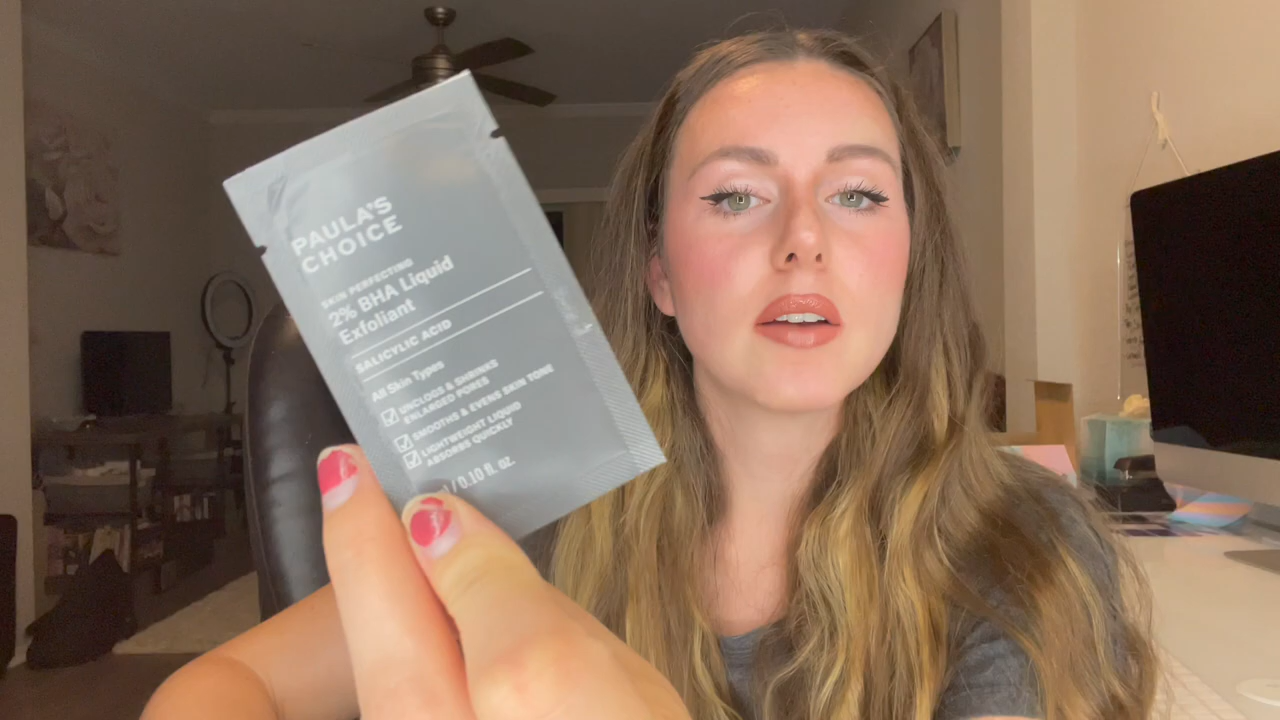 PAULA'S
CHOICE
SKIN PERFECTING
2% BHA Liquid
Exfoliant
SALICYLIC ACID
All Skin Types
UNCLOGS & SHRINKS
ENLARGED PORES
SMOOTHS & EVENS SKIN TONE
LIGHTWEIGHT LIQUID
ABSORBS QUICKLY
/ 0.10 fl. oz.